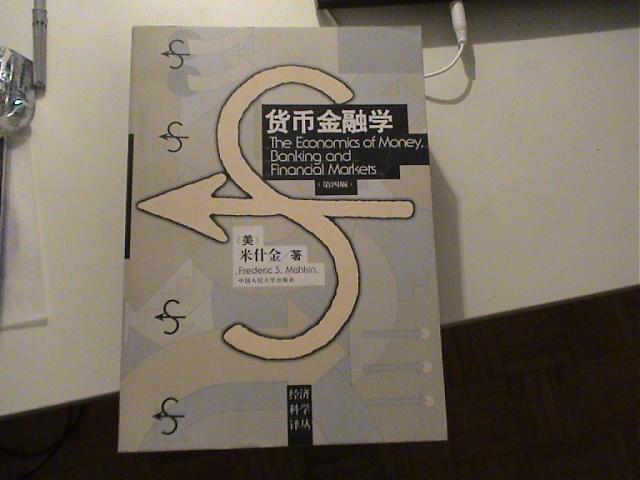 货币金融学
The Economics of Money,
Banking and
Financial Markets
(第四版)
(美)
米什金/著
Frederic S. Mishkin
中国人民大学出版社
经济
科学
译丛